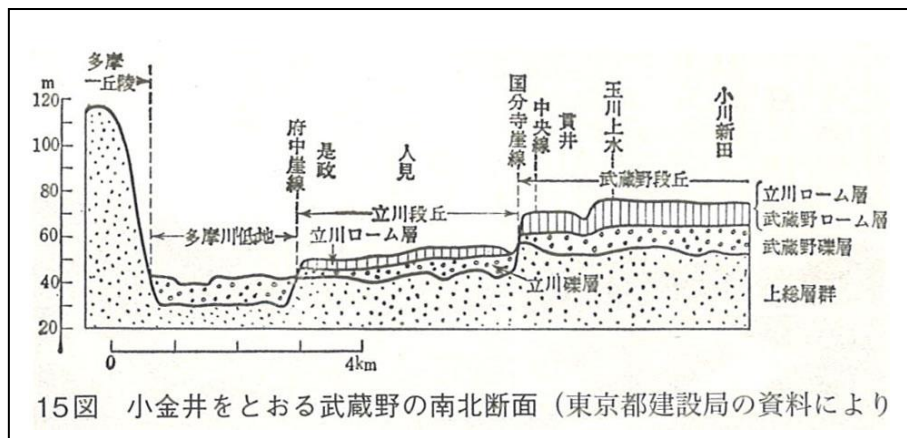 多摩
丘陵
m
120
100
80
60
40
20
0
4km
多摩川低地
府中崖線
是政
人見
立川段丘
立川ローム層
立川礫層
国分寺崖線
中央線
貫井
玉川上水
小川新田
武蔵野段丘
立川ローム層
武蔵野ローム層
武蔵野礫層
上総層群
15図 小金井をとおる武蔵野の南北断面（東京都建設局の資料により